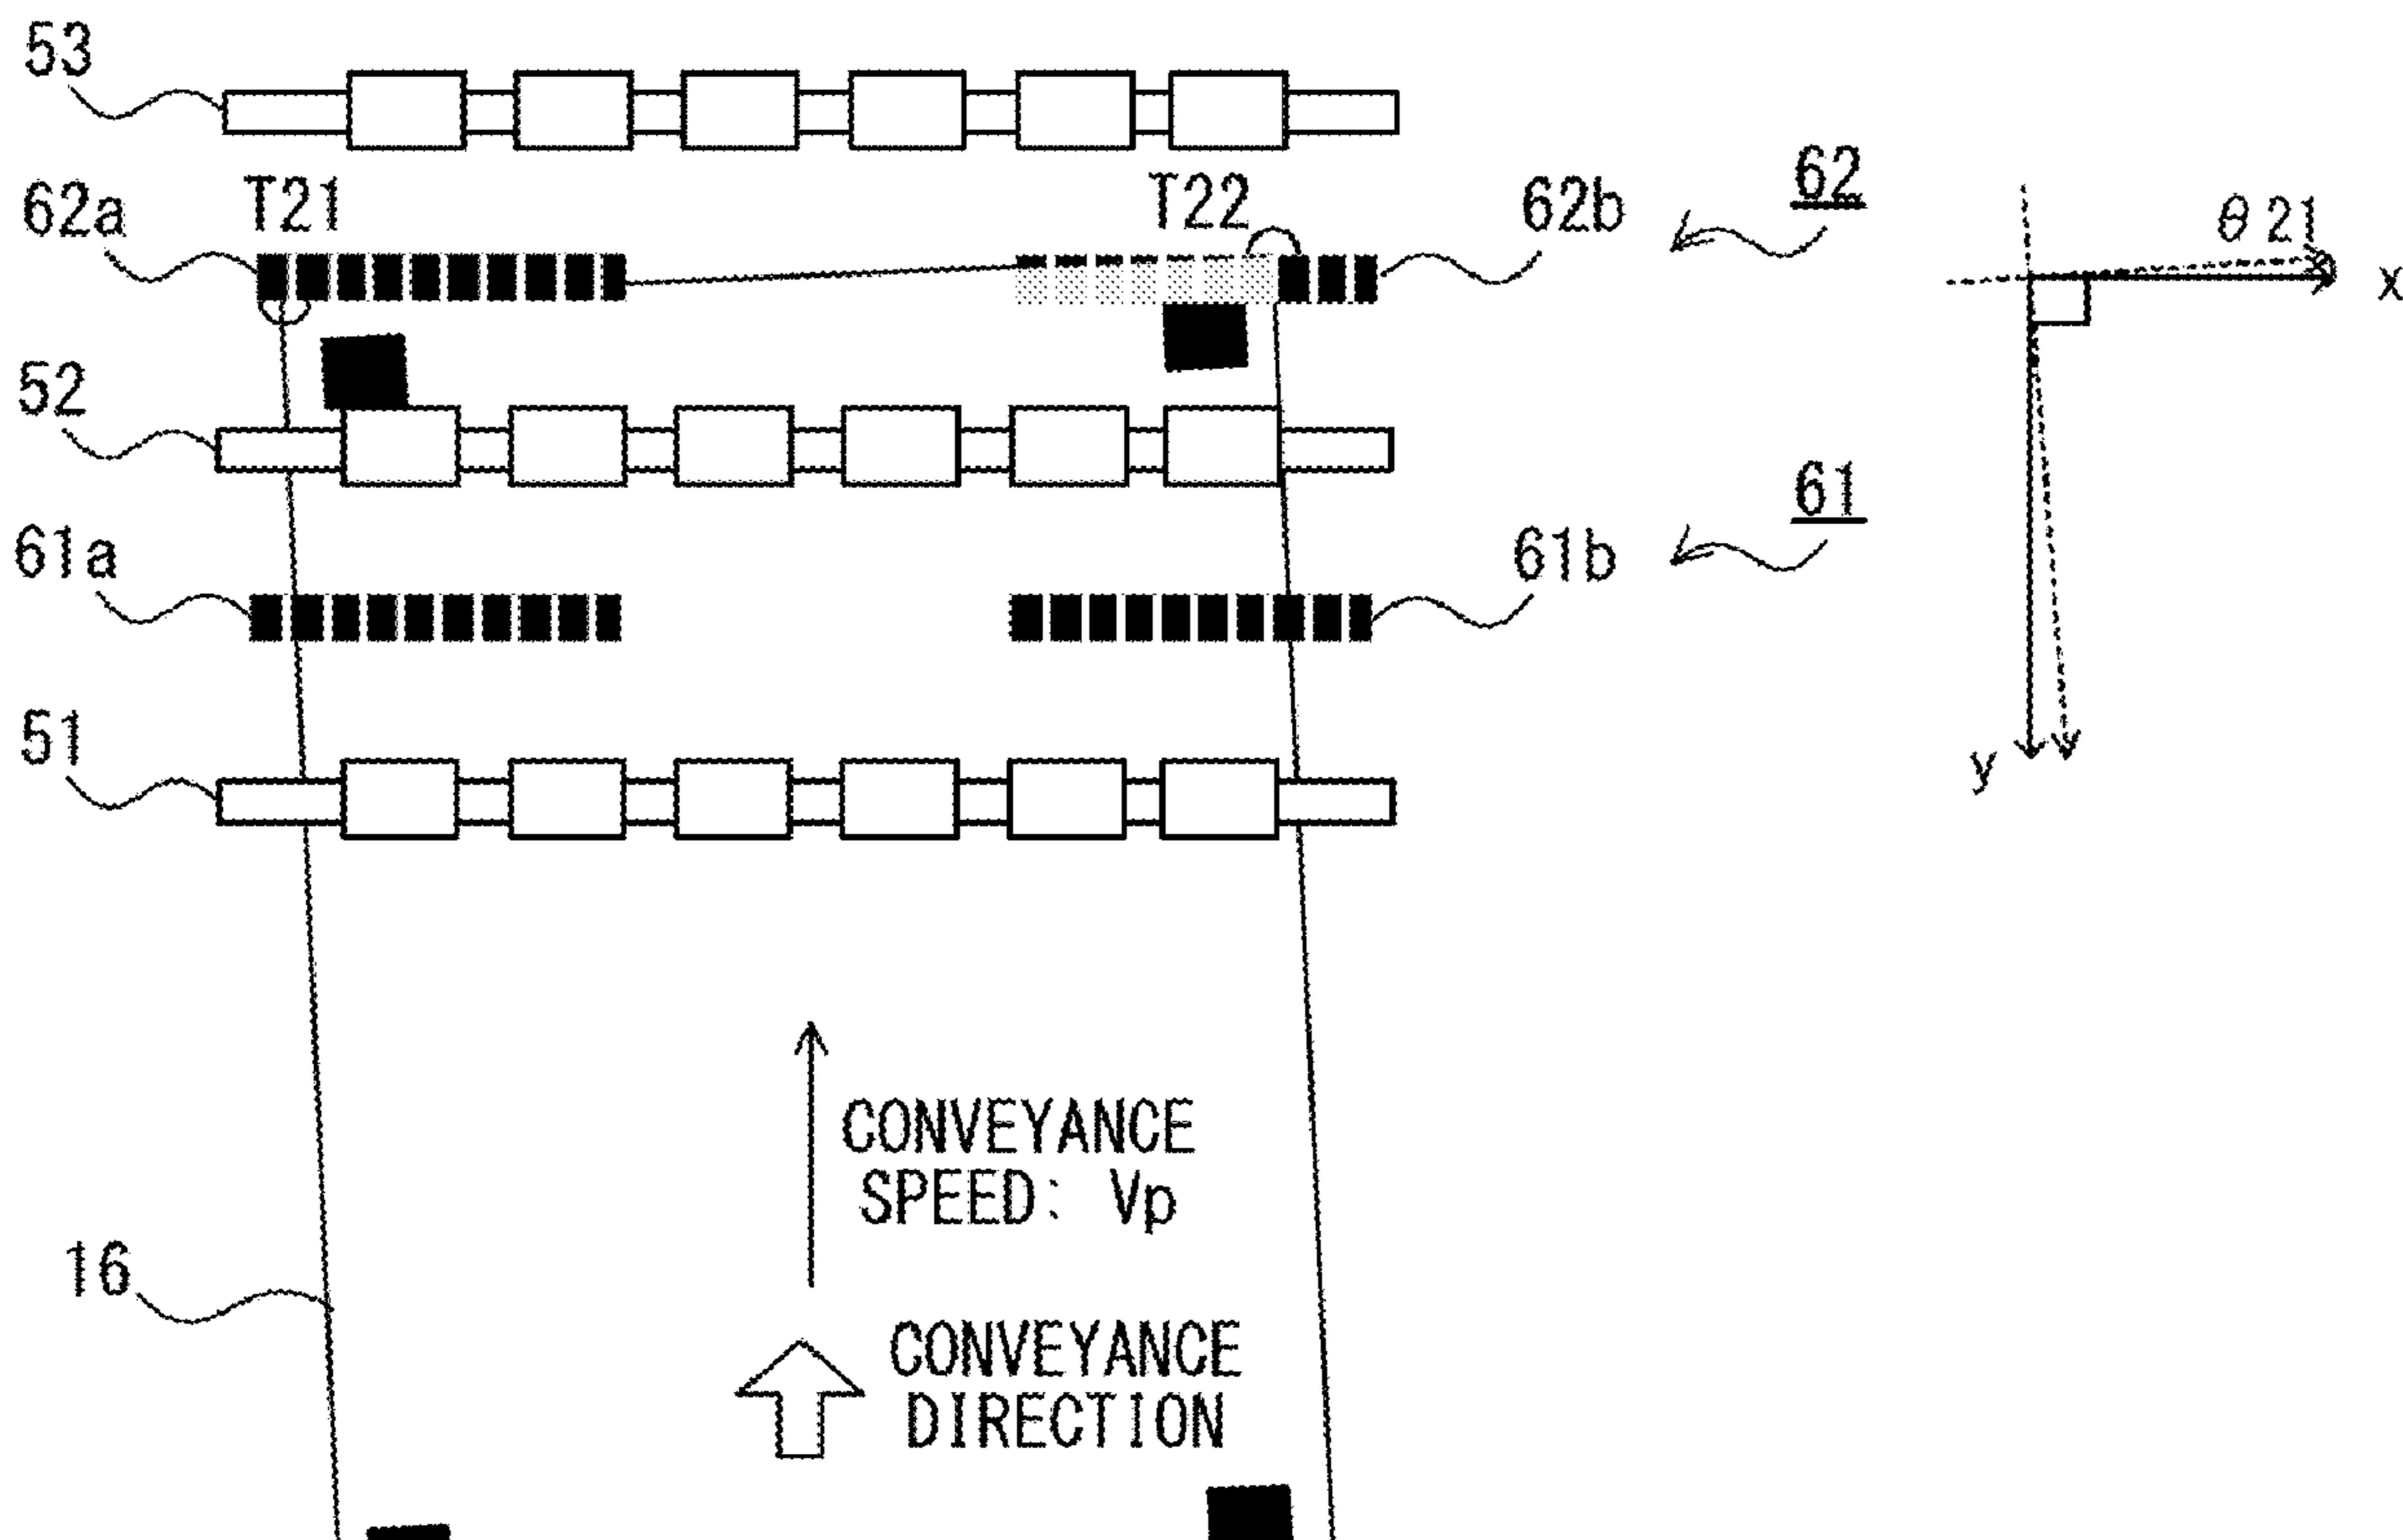 53
62a
T21
T22
62b
62
θ21
x
52
61a
61b
61
51
y
CONVEYANCE
SPEED: Vp
16
CONVEYANCE
DIRECTION